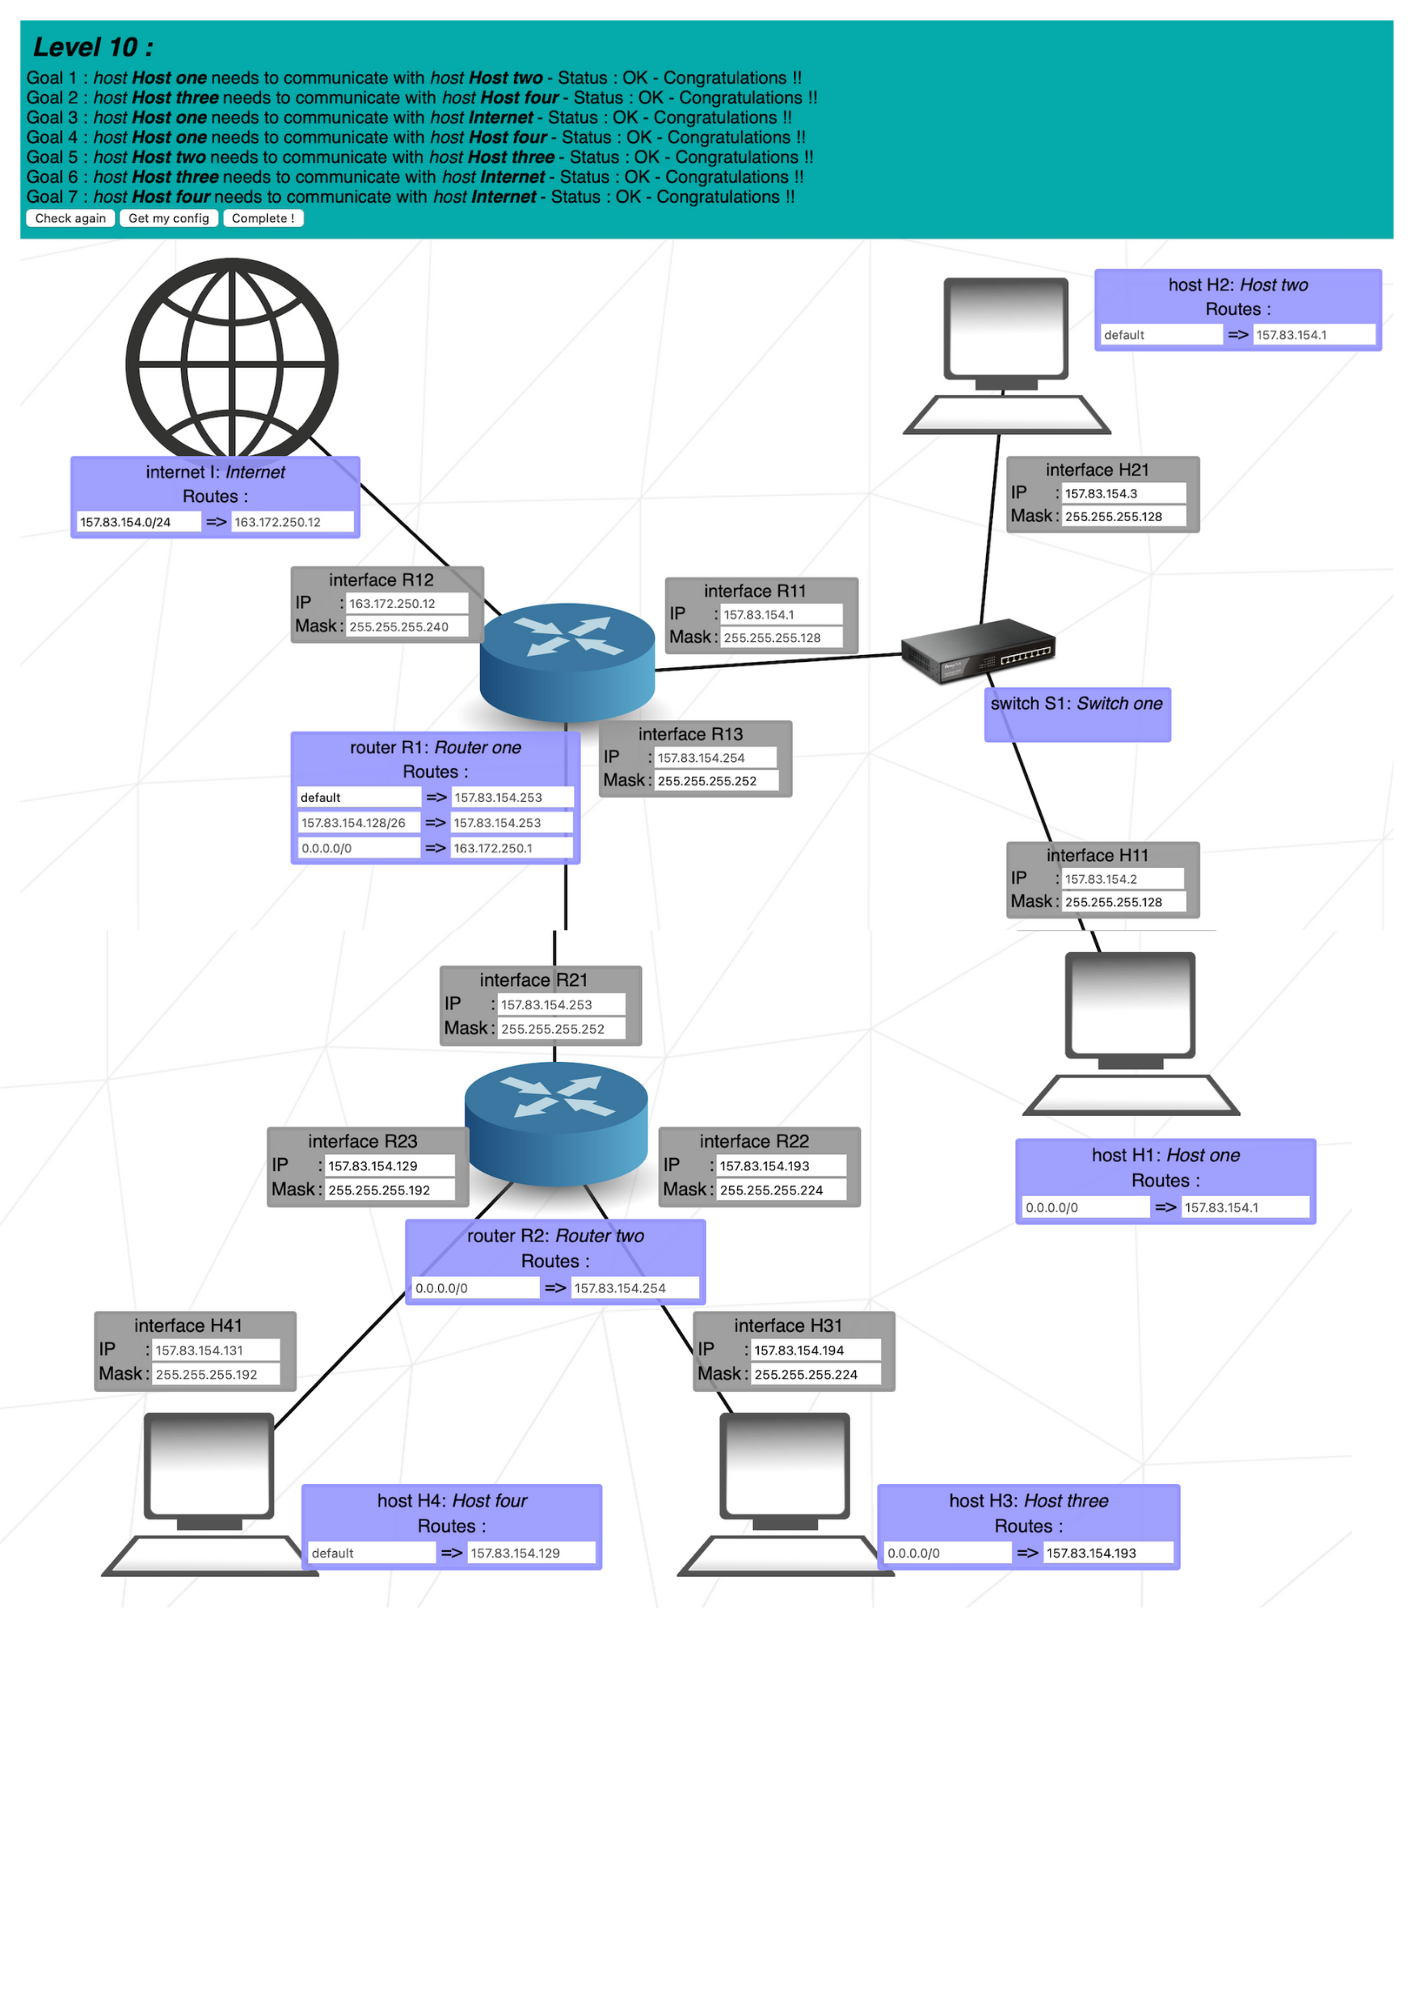 Level 10 :
Goal 1 : host Host one needs to communicate with host Host two - Status : OK - Congratulations !!
Goal 2 : host Host three needs to communicate with host Host four - Status : OK - Congratulations !!
Goal 3 : host Host one needs to communicate with host Internet - Status : OK - Congratulations !!
Goal 4 : host Host one needs to communicate with host Host four - Status : OK - Congratulations !!
Goal 5 : host Host two needs to communicate with host Host three - Status : OK - Congratulations !!
Goal 6 : host Host three needs to communicate with host Internet - Status : OK - Congratulations !!
Goal 7 : host Host four needs to communicate with host Internet - Status : OK - Congratulations !!
Check again Get my config Complete !
host H2: Host two
Routes :
default => 157.83.154.1
internet I: Internet
Routes :
157.83.154.0/24 => 163.172.250.12
interface H21
IP : 157.83.154.3
Mask : 255.255.255.128
interface R12
IP : 163.172.250.12
Mask : 255.255.255.240
interface R11
IP : 157.83.154.1
Mask : 255.255.255.128
switch S1: Switch one
interface R13
IP : 157.83.154.254
Mask : 255.255.255.252
router R1: Router one
Routes :
default => 157.83.154.253
157.83.154.128/26 => 157.83.154.253
0.0.0.0/0 => 163.172.250.1
interface H11
IP : 157.83.154.2
Mask : 255.255.255.128
interface R21
IP : 157.83.154.253
Mask : 255.255.255.252
interface R23
IP : 157.83.154.129
Mask : 255.255.255.192
interface R22
IP : 157.83.154.193
Mask : 255.255.255.224
host H1: Host one
Routes :
0.0.0.0/0 => 157.83.154.1
router R2: Router two
Routes :
0.0.0.0/0 => 157.83.154.254
interface H41
IP : 157.83.154.131
Mask : 255.255.255.192
interface H31
IP : 157.83.154.194
Mask : 255.255.255.224
host H4: Host four
Routes :
default => 157.83.154.129
host H3: Host three
Routes :
0.0.0.0/0 => 157.83.154.193